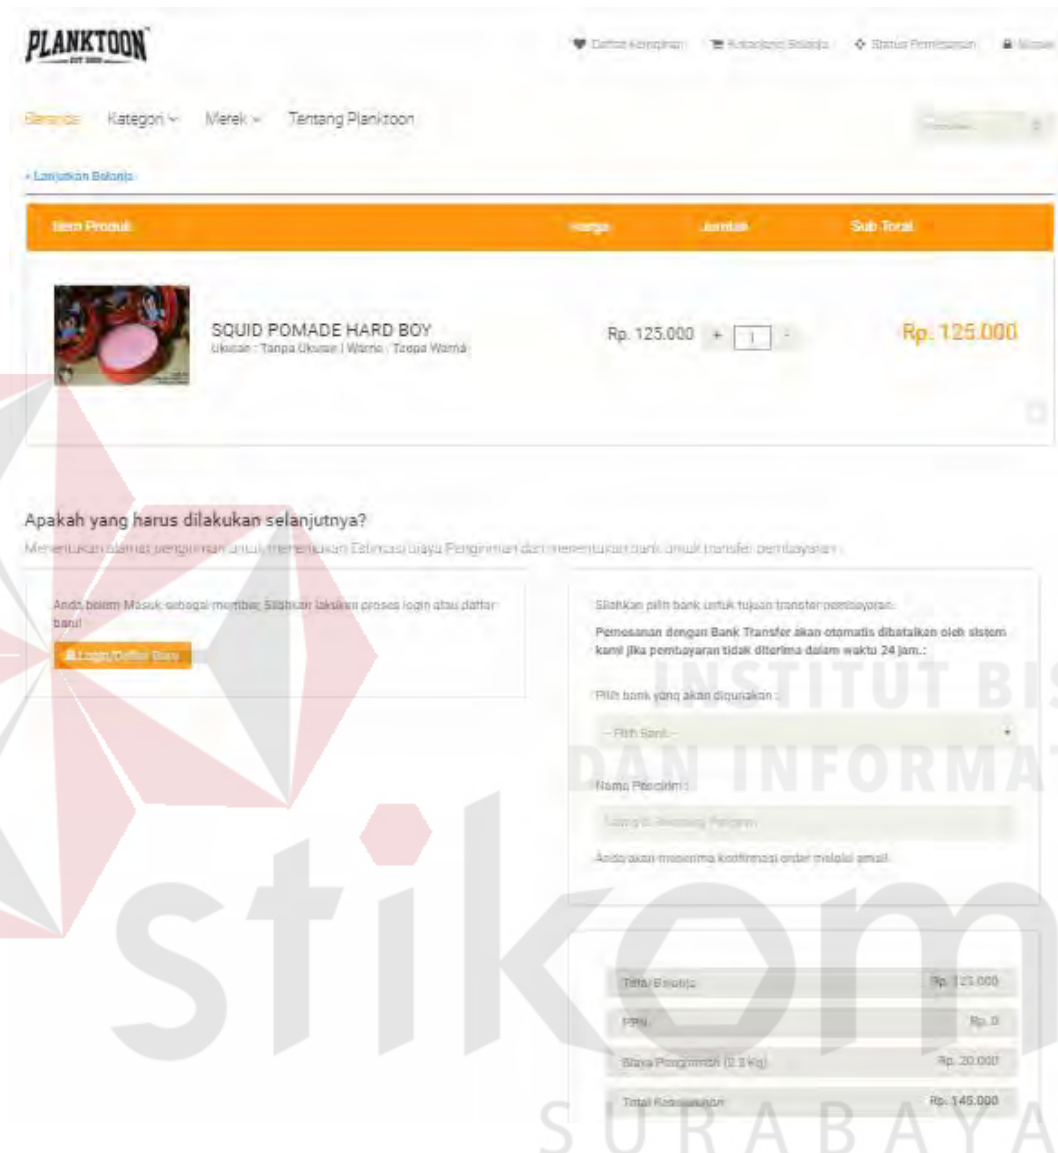 PLANKTOON
Daftar Keinginan Keranjang Belanja Status Pemesanan Masuk
Beranda Kategori Merek Tentang Planktoon
« Lanjutkan Belanja
Item Produk Harga Jumlah Sub Total
SQUID POMADE HARD BOY
Ukuran : Tanpa Ukuran | Warna : Tanpa Warna
Rp. 125.000 + 1 - Rp. 125.000
Apakah yang harus dilakukan selanjutnya?
Menentukan alamat pengiriman untuk menentukan Estimasi Biaya Pengiriman dan menentukan bank untuk transfer pembayaran.
Anda belum Masuk sebagai member, Silahkan lakukan proses login atau daftar
baru!
Login/Daftar Baru
Silahkan pilih bank untuk tujuan transfer pembayaran.
Pemesanan dengan Bank Transfer akan otomatis dibatalkan oleh sistem
kami jika pembayaran tidak diterima dalam waktu 24 jam.:
Pilih bank yang akan digunakan :
-- Pilih Bank --
Nama Pengirim :
Anda akan menerima konfirmasi order melalui email.
Total Belanja Rp. 125.000
PPN Rp. 0
Biaya Pengiriman Rp. 20.000
Total Keseluruhan Rp. 145.000
INSTITUT BIS
DAN INFORMAT
stikom
SURABAYA